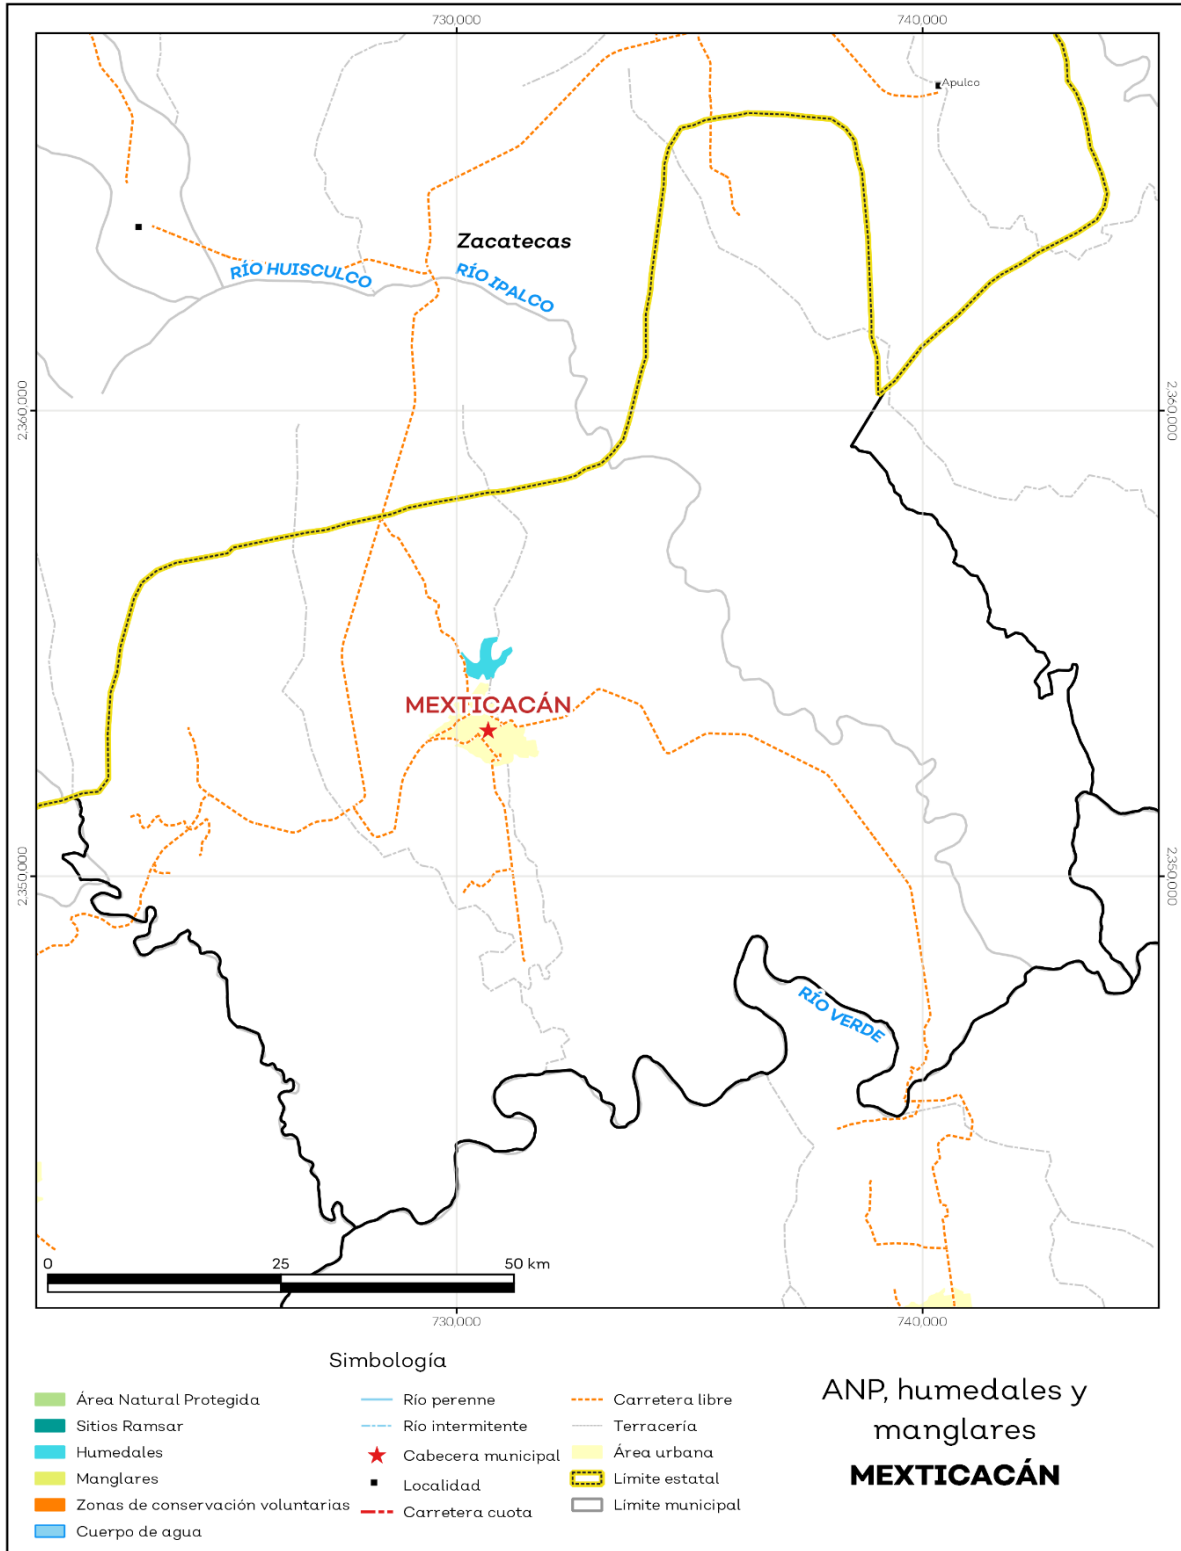 730,000
740,000
Apulco
Zacatecas
RÍO HUISCULCO
RÍO IPALCO
2,360,000
2,360,000
MEXTICACÁN
2,350,000
2,350,000
RÍO VERDE
0
25
50 km
730,000
740,000
Simbología
Área Natural Protegida
Sitios Ramsar
Humedales
Manglares
Zonas de conservación voluntarias
Cuerpo de agua
Río perenne
Río intermitente
Cabecera municipal
Localidad
Carretera cuota
Carretera libre
Terracería
Área urbana
Límite estatal
Límite municipal
ANP, humedales y
manglares
MEXTICACÁN